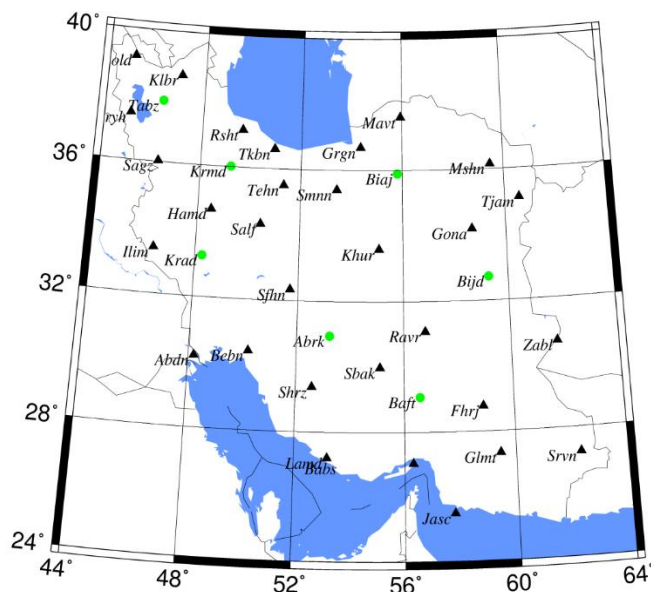 40°
old
Klbr
Tabz
ryh
Mavt
Rsht
Tkbn
Grgn
36°
Sagz
Krmd
Biaj
Mshn
Tehn
Smnn
Tjam
Hamd
Salf
Gona
Ilim
Krad
Khur
Bijd
32°
Sfhn
Abrk
Ravr
Zabl
Abdn
Bebn
Shrz
Sbak
Baft
Fhrj
28°
Lamd
Babs
Glmt
Srvn
Jasc
24°
44° 48° 52° 56° 60° 64°